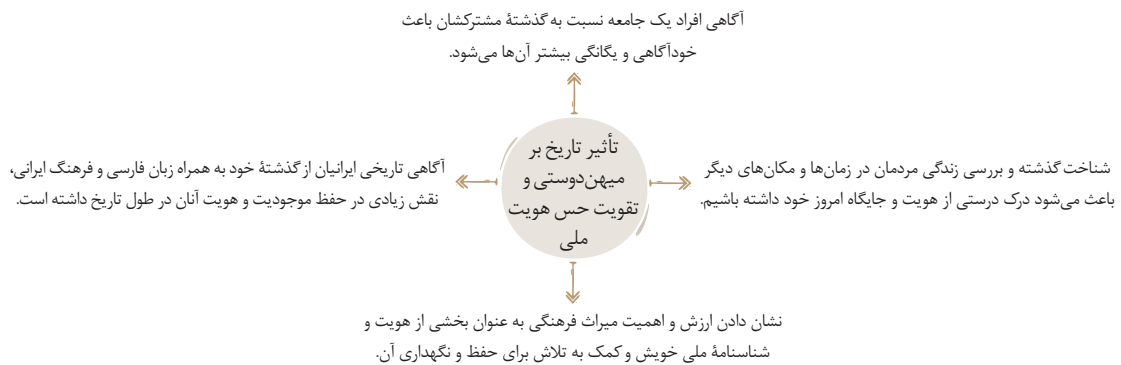 آگاهی افراد یک جامعه نسبت به گذشتهٔ مشترکشان باعث
خودآگاهی و یگانگی بیشتر آن‌ها می‌شود.
تأثیر تاریخ بر
میهن‌دوستی و
تقویت حس هویت
ملی
شناخت گذشته و بررسی زندگی مردمان در زمان‌ها و مکان‌های دیگر
باعث می‌شود درک درستی از هویت و جایگاه امروز خود داشته باشیم.
آگاهی تاریخی ایرانیان از گذشتهٔ خود به همراه زبان فارسی و فرهنگ ایرانی،
نقش زیادی در حفظ موجودیت و هویت آنان در طول تاریخ داشته است.
نشان دادن ارزش و اهمیت میراث فرهنگی به عنوان بخشی از هویت و
شناسنامهٔ ملی خویش و کمک به تلاش برای حفظ و نگهداری آن.